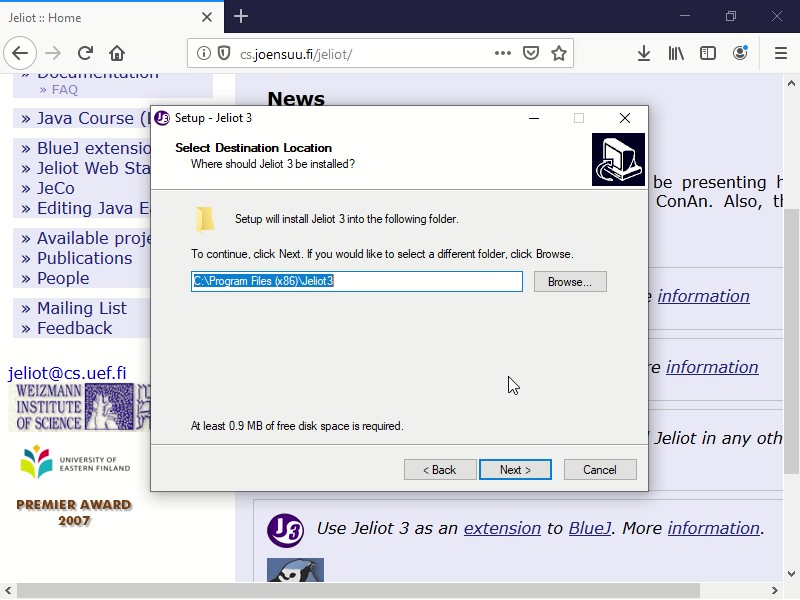 Jeliot :: Home
cs.joensuu.fi/jeliot/
» Documentation
» FAQ
» Java Course (
» BlueJ extensio
» Jeliot Web Sta
» JeCo
» Editing Java E
» Available proje
» Publications
» People
» Mailing List
» Feedback
jeliot@cs.uef.fi
WEIZMANN
INSTITUTE
OF SCIENCE
UNIVERSITY OF
EASTERN FINLAND
PREMIER AWARD
2007
News
be presenting h
ConAn. Also, th
e information
re information
Jeliot in any oth
J3 Use Jeliot 3 as an extension to BlueJ. More information.
J3 Setup - Jeliot 3
Select Destination Location
Where should Jeliot 3 be installed?
Setup will install Jeliot 3 into the following folder.
To continue, click Next. If you would like to select a different folder, click Browse.
C:\Program Files (x86)\Jeliot3
Browse...
At least 0.9 MB of free disk space is required.
< Back
Next >
Cancel